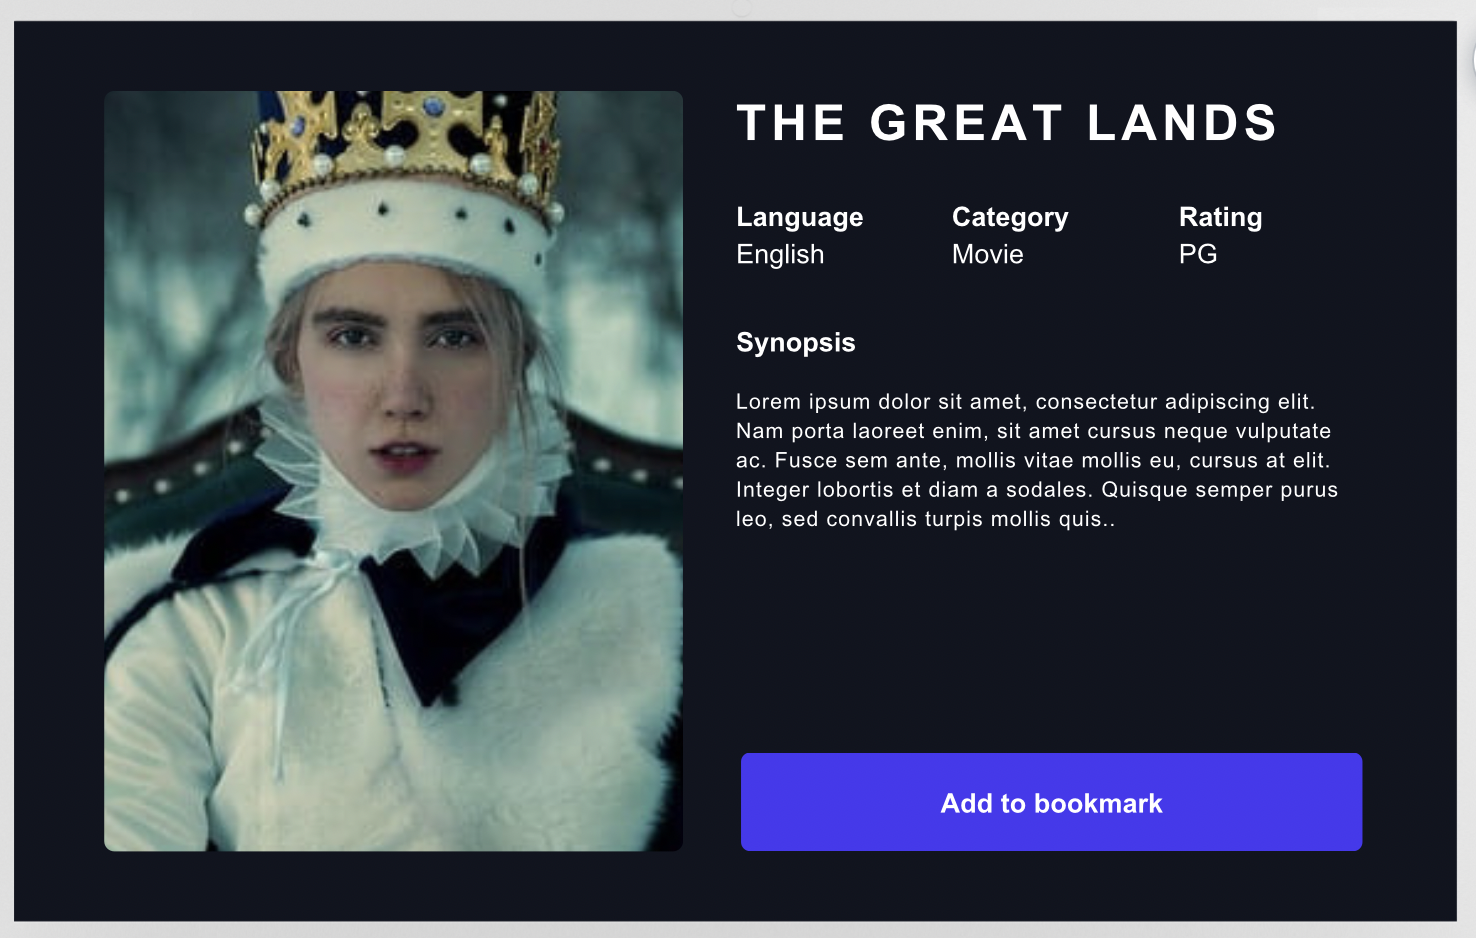 THE GREAT LANDS
Language Category Rating
English Movie PG
Synopsis
Lorem ipsum dolor sit amet, consectetur adipiscing elit.
Nam porta laoreet enim, sit amet cursus neque vulputate
ac. Fusce sem ante, mollis vitae mollis eu, cursus at elit.
Integer lobortis et diam a sodales. Quisque semper purus
leo, sed convallis turpis mollis quis..
Add to bookmark